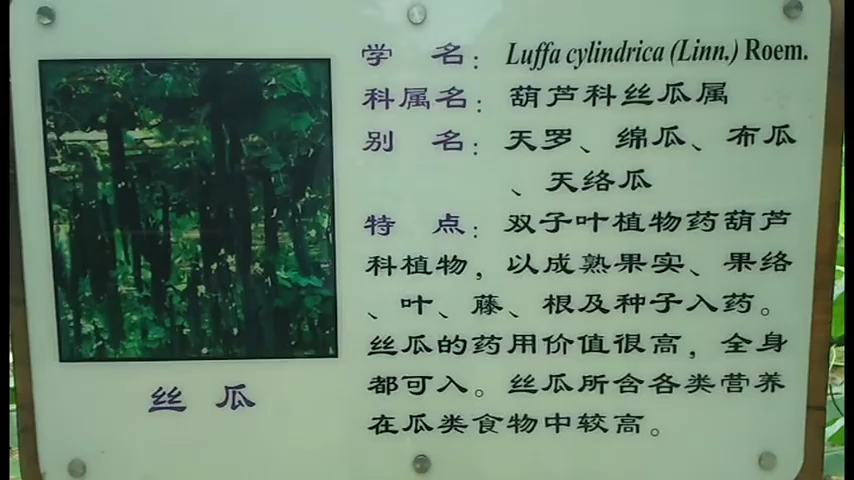 学 名：Luffa cylindrica (Linn.) Roem.
科属名：葫芦科丝瓜属
别 名：天罗、绵瓜、布瓜
、天络瓜
特 点：双子叶植物药葫芦
科植物，以成熟果实、果络
、叶、藤、根及种子入药。
丝瓜的药用价值很高，全身
都可入。丝瓜所含各类营养
在瓜类食物中较高。
丝 瓜